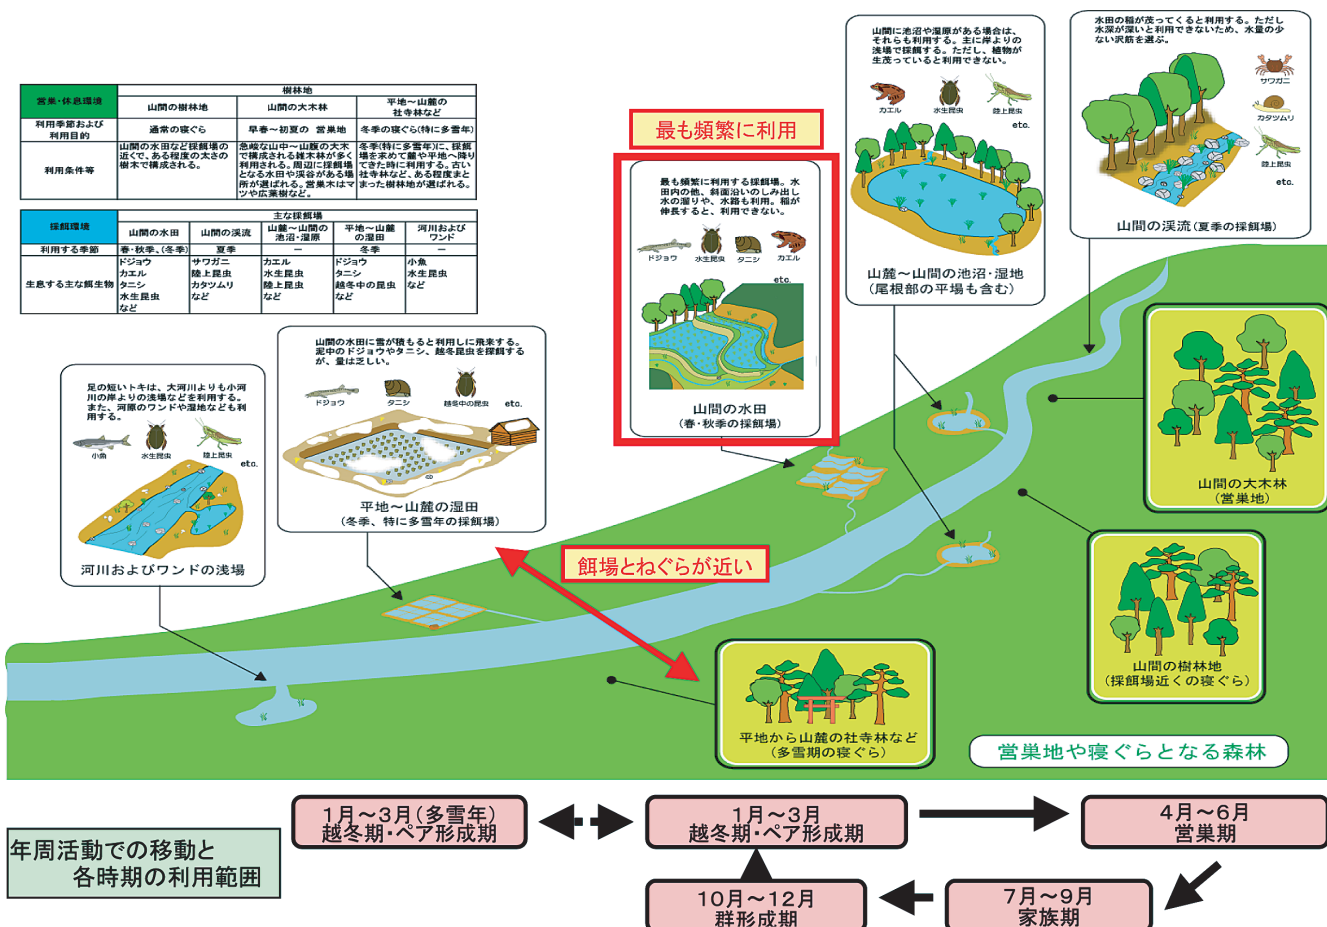 営巣・休息環境
樹林地
山間の樹林地
山間の大木林
平地～山麓の
社寺林など
利用季節および
利用目的
通常の寝ぐら
早春～初夏の 営巣地
冬季の寝ぐら(特に多雪年)
利用条件等
山間の水田など採餌場の
近くで、ある程度の太さの
樹木で構成される。
急峻な山中～山腹の大木
で構成される雑木林が多く
利用される。周辺に採餌場
となる水田や渓谷がある場
所が選ばれる。営巣木はマ
ツや広葉樹など。
冬季(特に多雪年)に、採餌
場を求めて麓や平地へ降り
てきた時に利用する。古い
社寺林など、ある程度まと
まった樹林地が選ばれる。
採餌環境
主な採餌場
山間の水田
山間の渓流
山麓～山間の
池沼・湿原
平地～山麓
の湿田
河川および
ワンド
利用する季節
春・秋季、(冬季)
夏季
－
冬季
－
生息する主な餌生物
ドジョウ
カエル
タニシ
水生昆虫
など
サワガニ
陸上昆虫
カタツムリ
など
カエル
水生昆虫
陸上昆虫
など
ドジョウ
タニシ
越冬中の昆虫
など
小魚
水生昆虫
など
足の短いトキは、大河川よりも小河
川の岸よりの浅場などを利用する。
また、河原のワンドや湿地なども利
用する。
小魚
水生昆虫
陸上昆虫
etc.
河川およびワンドの浅場
山間の水田に雪が積もると利用しに飛来する。
泥中のドジョウやタニシ、越冬昆虫を採餌する
が、量は乏しい。
ドジョウ
タニシ
越冬中の昆虫
etc.
平地～山麓の湿田
(冬季、特に多雪年の採餌場)
最も頻繁に利用
最も頻繁に利用する採餌場。水
田内の他、斜面沿いのしみ出し
水の溜りや、水路も利用。稲が
伸長すると、利用できない。
ドジョウ
水生昆虫
タニシ
カエル
etc.
山間の水田
(春・秋季の採餌場)
山間に池沼や湿原がある場合は、
それらも利用する。主に岸よりの
浅場で採餌する。ただし、植物が
生茂っていると利用できない。
カエル
水生昆虫
陸上昆虫
etc.
山麓～山間の池沼・湿地
(尾根部の平場も含む)
水田の稲が茂ってくると利用する。ただし
水深が深いと利用できないため、水量の少
ない沢筋を選ぶ。
サワガニ
カタツムリ
陸上昆虫
etc.
山間の渓流(夏季の採餌場)
山間の大木林
(営巣地)
山間の樹林地
(採餌場近くの寝ぐら)
餌場とねぐらが近い
平地から山麓の社寺林など
(多雪期の寝ぐら)
営巣地や寝ぐらとなる森林
年周活動での移動と
各時期の利用範囲
1月～3月(多雪年)
越冬期・ペア形成期
1月～3月
越冬期・ペア形成期
4月～6月
営巣期
10月～12月
群形成期
7月～9月
家族期